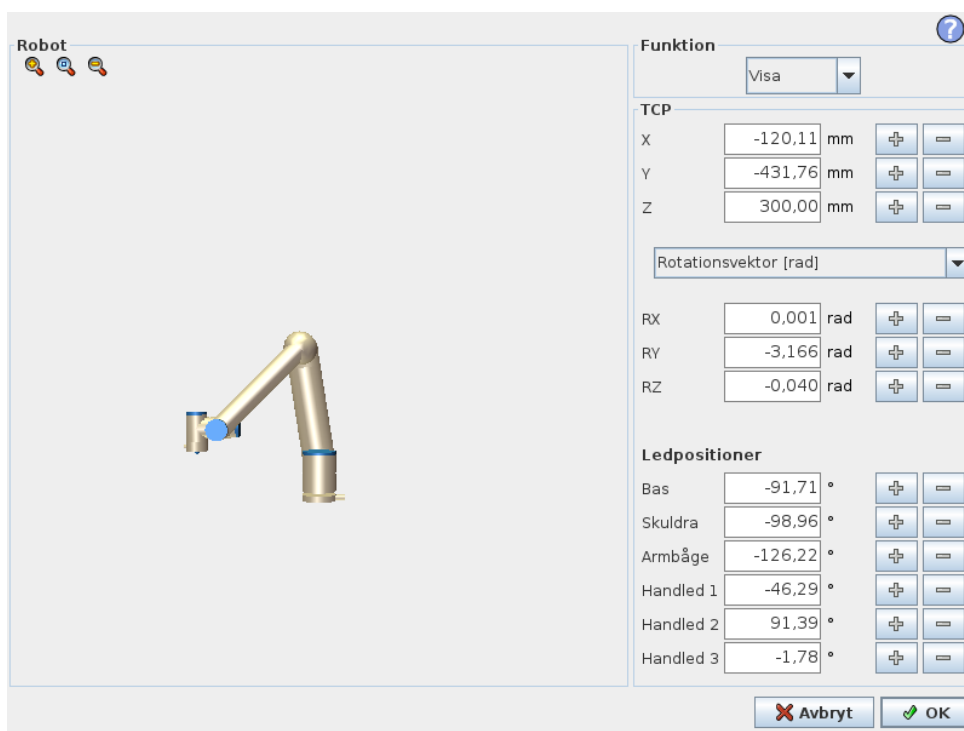 ?
Robot
Funktion
Visa
TCP
X -120,11 mm
Y -431,76 mm
Z 300,00 mm
Rotationsvektor [rad]
RX 0,001 rad
RY -3,166 rad
RZ -0,040 rad
Ledpositioner
Bas -91,71 °
Skuldra -98,96 °
Armbåge -126,22 °
Handled 1 -46,29 °
Handled 2 91,39 °
Handled 3 -1,78 °
Avbryt OK